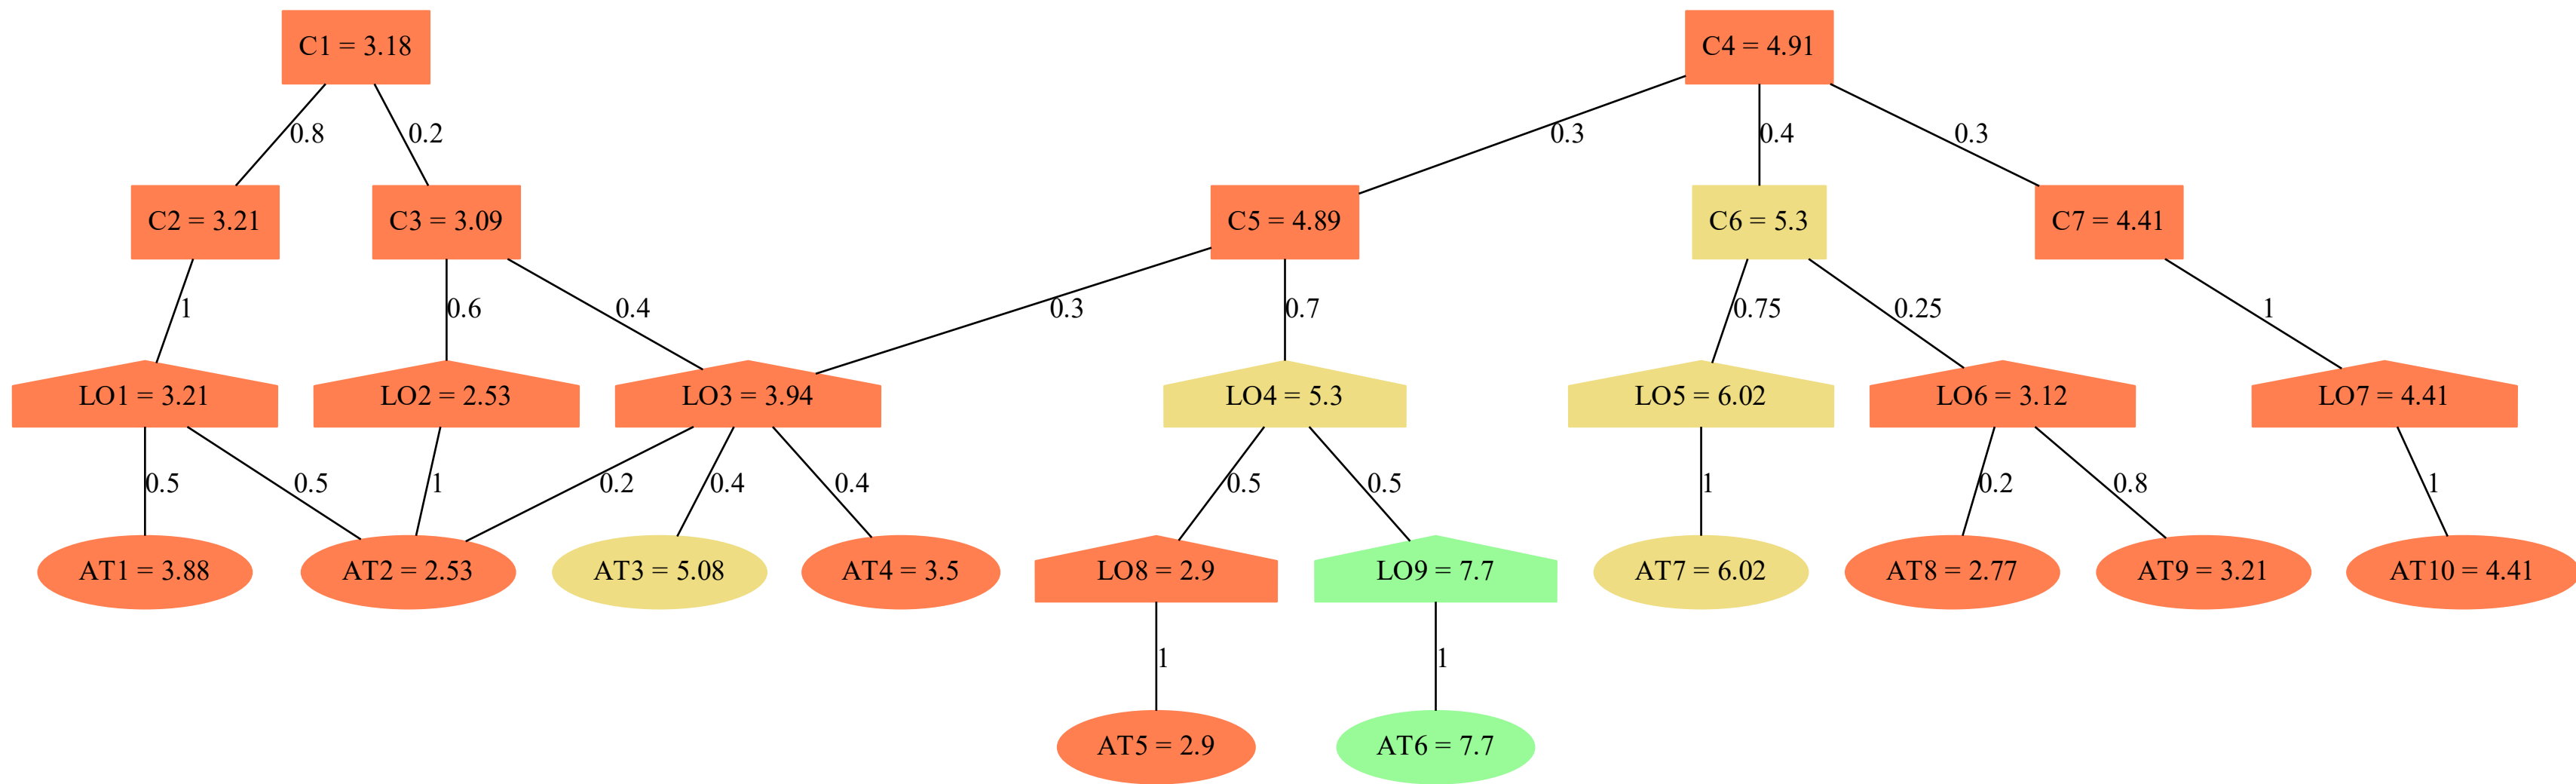 C1 = 3.18
C4 = 4.91
0.8
0.2
0.3
0.4
0.3
C2 = 3.21
C3 = 3.09
C5 = 4.89
C6 = 5.3
C7 = 4.41
1
0.6
0.4
0.3
0.7
0.75
0.25
1
LO1 = 3.21
LO2 = 2.53
LO3 = 3.94
LO4 = 5.3
LO5 = 6.02
LO6 = 3.12
LO7 = 4.41
0.5
0.5
1
0.2
0.4
0.4
0.5
0.5
1
0.2
0.8
1
AT1 = 3.88
AT2 = 2.53
AT3 = 5.08
AT4 = 3.5
LO8 = 2.9
LO9 = 7.7
AT7 = 6.02
AT8 = 2.77
AT9 = 3.21
AT10 = 4.41
1
1
AT5 = 2.9
AT6 = 7.7